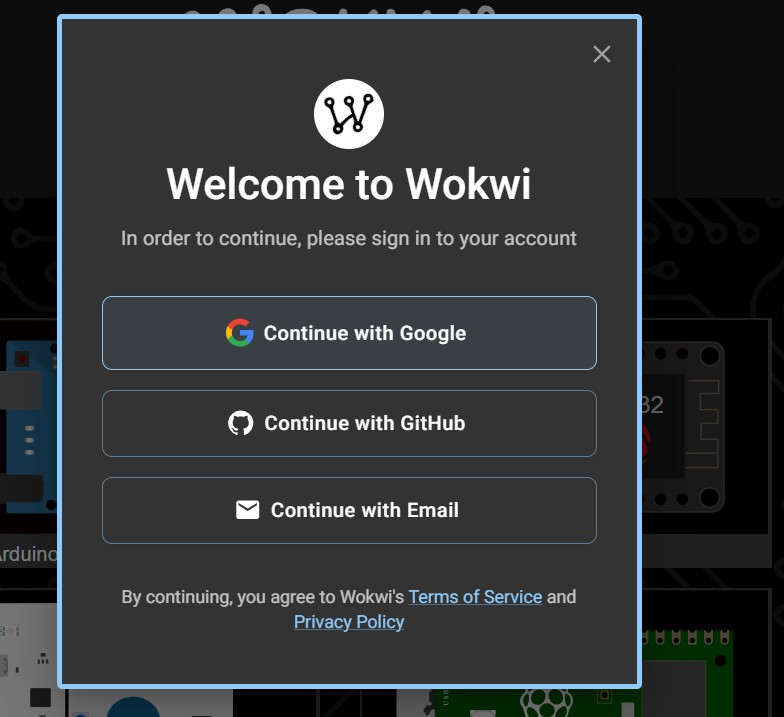 Welcome to Wokwi
In order to continue, please sign in to your account
Continue with Google
Continue with GitHub
Continue with Email
By continuing, you agree to Wokwi's Terms of Service and
Privacy Policy
32
Arduino